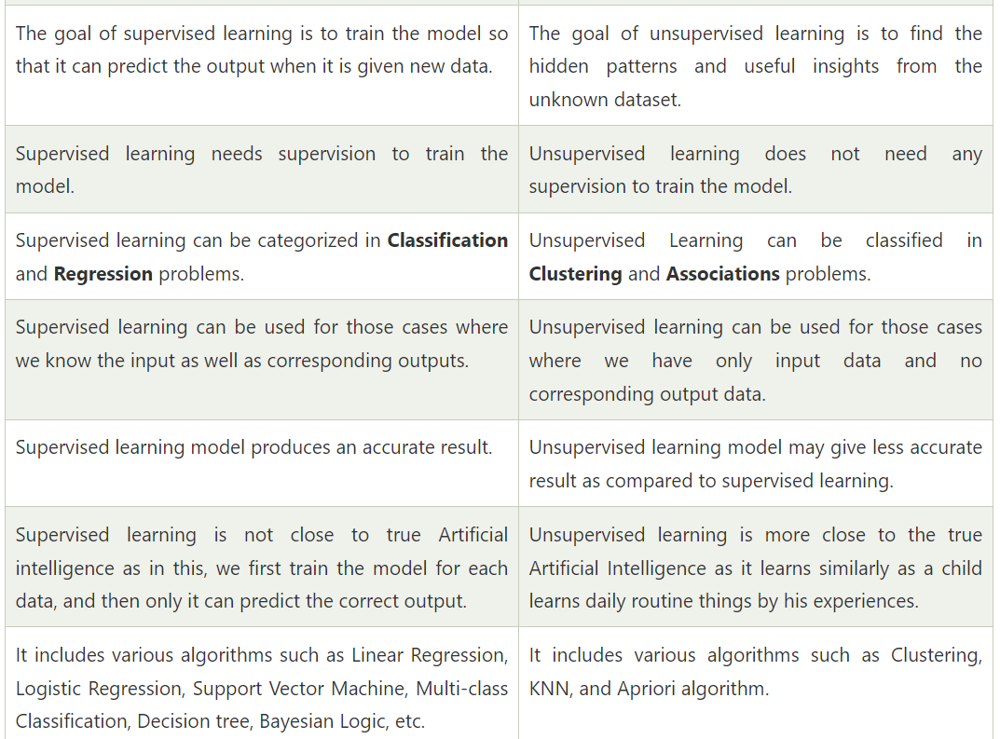 The goal of supervised learning is to train the model so
that it can predict the output when it is given new data.
The goal of unsupervised learning is to find the
hidden patterns and useful insights from the
unknown dataset.
Supervised learning needs supervision to train the
model.
Unsupervised learning does not need any
supervision to train the model.
Supervised learning can be categorized in Classification
and Regression problems.
Unsupervised Learning can be classified in
Clustering and Associations problems.
Supervised learning can be used for those cases where
we know the input as well as corresponding outputs.
Unsupervised learning can be used for those cases
where we have only input data and no
corresponding output data.
Supervised learning model produces an accurate result.
Unsupervised learning model may give less accurate
result as compared to supervised learning.
Supervised learning is not close to true Artificial
intelligence as in this, we first train the model for each
data, and then only it can predict the correct output.
Unsupervised learning is more close to the true
Artificial Intelligence as it learns similarly as a child
learns daily routine things by his experiences.
It includes various algorithms such as Linear Regression,
Logistic Regression, Support Vector Machine, Multi-class
Classification, Decision tree, Bayesian Logic, etc.
It includes various algorithms such as Clustering,
KNN, and Apriori algorithm.